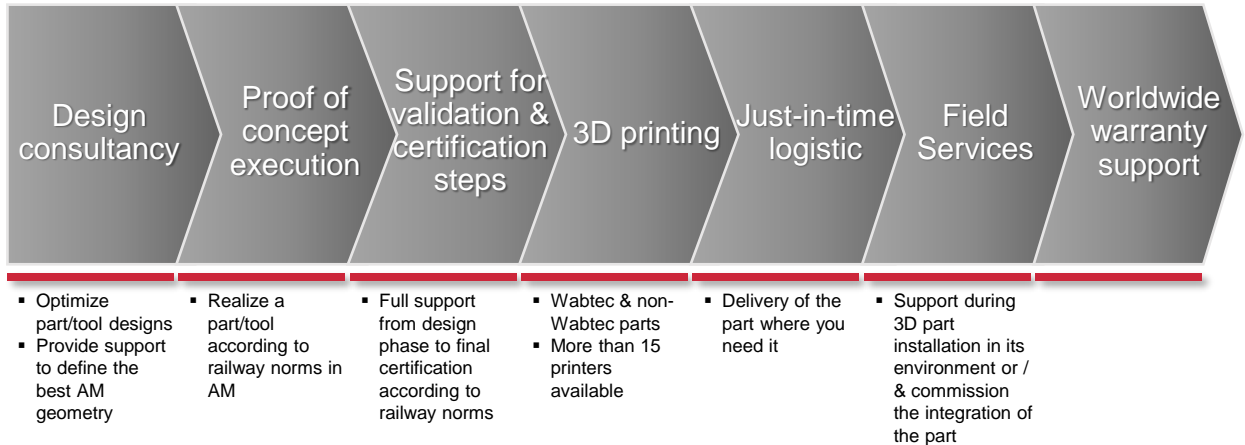 Design
consultancy
Proof of
concept
execution
Support for
validation &
certification
steps
3D printing
Just-in-time
logistic
Field
Services
Worldwide
warranty
support
▪ Optimize
part/tool designs
▪ Provide support
to define the
best AM
geometry
▪ Realize a
part/tool
according to
railway norms in
AM
▪ Full support
from design
phase to final
certification
according to
railway norms
▪ Wabtec & non-
Wabtec parts
▪ More than 15
printers
available
▪ Delivery of the
part where you
need it
▪ Support during
3D part
installation in its
environment or /
& commission
the integration of
the part